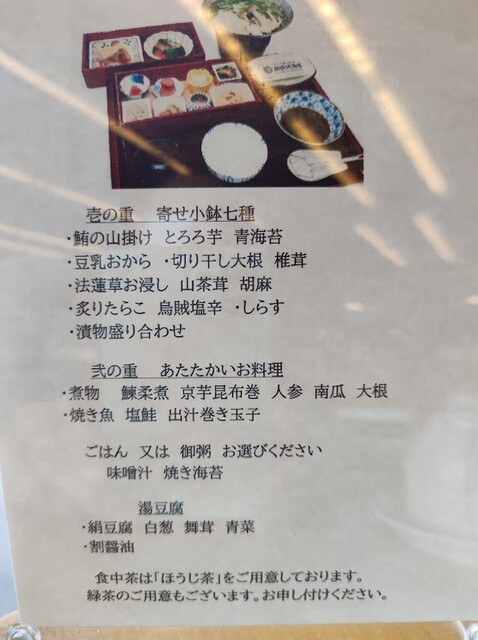 壱の重 寄せ小鉢七種
・鮪の山掛け とろろ芋 青海苔
・豆乳おから ・切り干し大根 椎茸
・法蓮草お浸し 山茶茸 胡麻
・炙りたらこ 烏賊塩辛 ・しらす
・漬物盛り合わせ
弐の重 あたたかいお料理
・煮物 鰊柔煮 京芋昆布巻 人参 南瓜 大根
・焼き魚 塩鮭 出汁巻き玉子
ごはん 又は 御粥 お選びください
味噌汁 焼き海苔
湯豆腐
・絹豆腐 白葱 舞茸 青菜
・割醤油
食中茶は「ほうじ茶」をご用意しております。
緑茶のご用意もございます。お申し付けください。